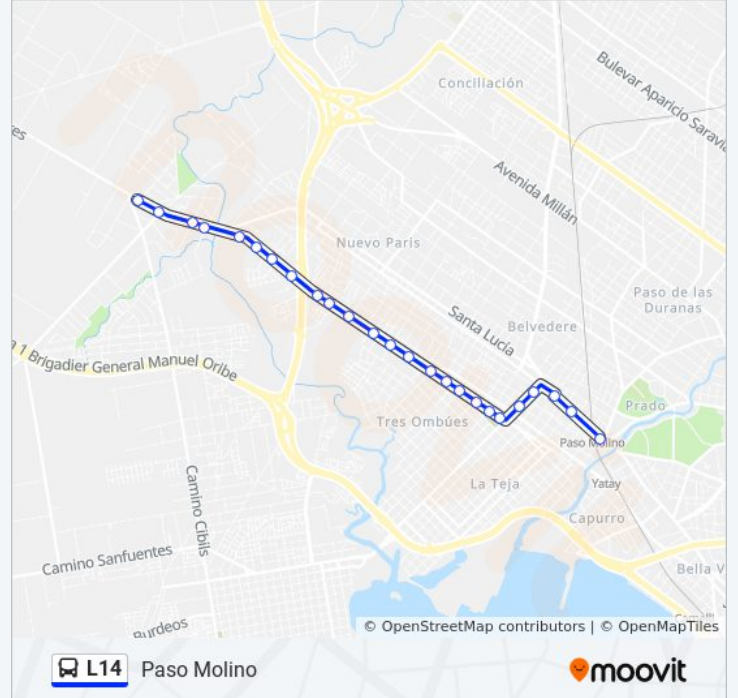 Conciliación
Bulevar Aparicio Saravia
Avenida Millán
Nuevo París
Paso de las
Duranas
Santa Lucía
Belvedere
1 Brigadier General Manuel Oribe
Prado
Tres Ombúes
Paso Molino
La Teja
Yatay
Camino Cibils
Capurro
Camino Sanfuentes
Bella V
Burdeos
© OpenStreetMap contributors | © OpenMapTiles
L14 Paso Molino
moovit